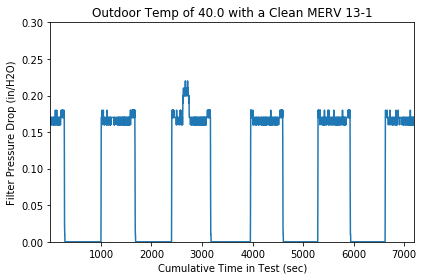 Outdoor Temp of 40.0 with a Clean MERV 13-1
Filter Pressure Drop (in/H2O)
0.30
0.25
0.20
0.15
0.10
0.05
0.00
1000 2000 3000 4000 5000 6000 7000
Cumulative Time in Test (sec)